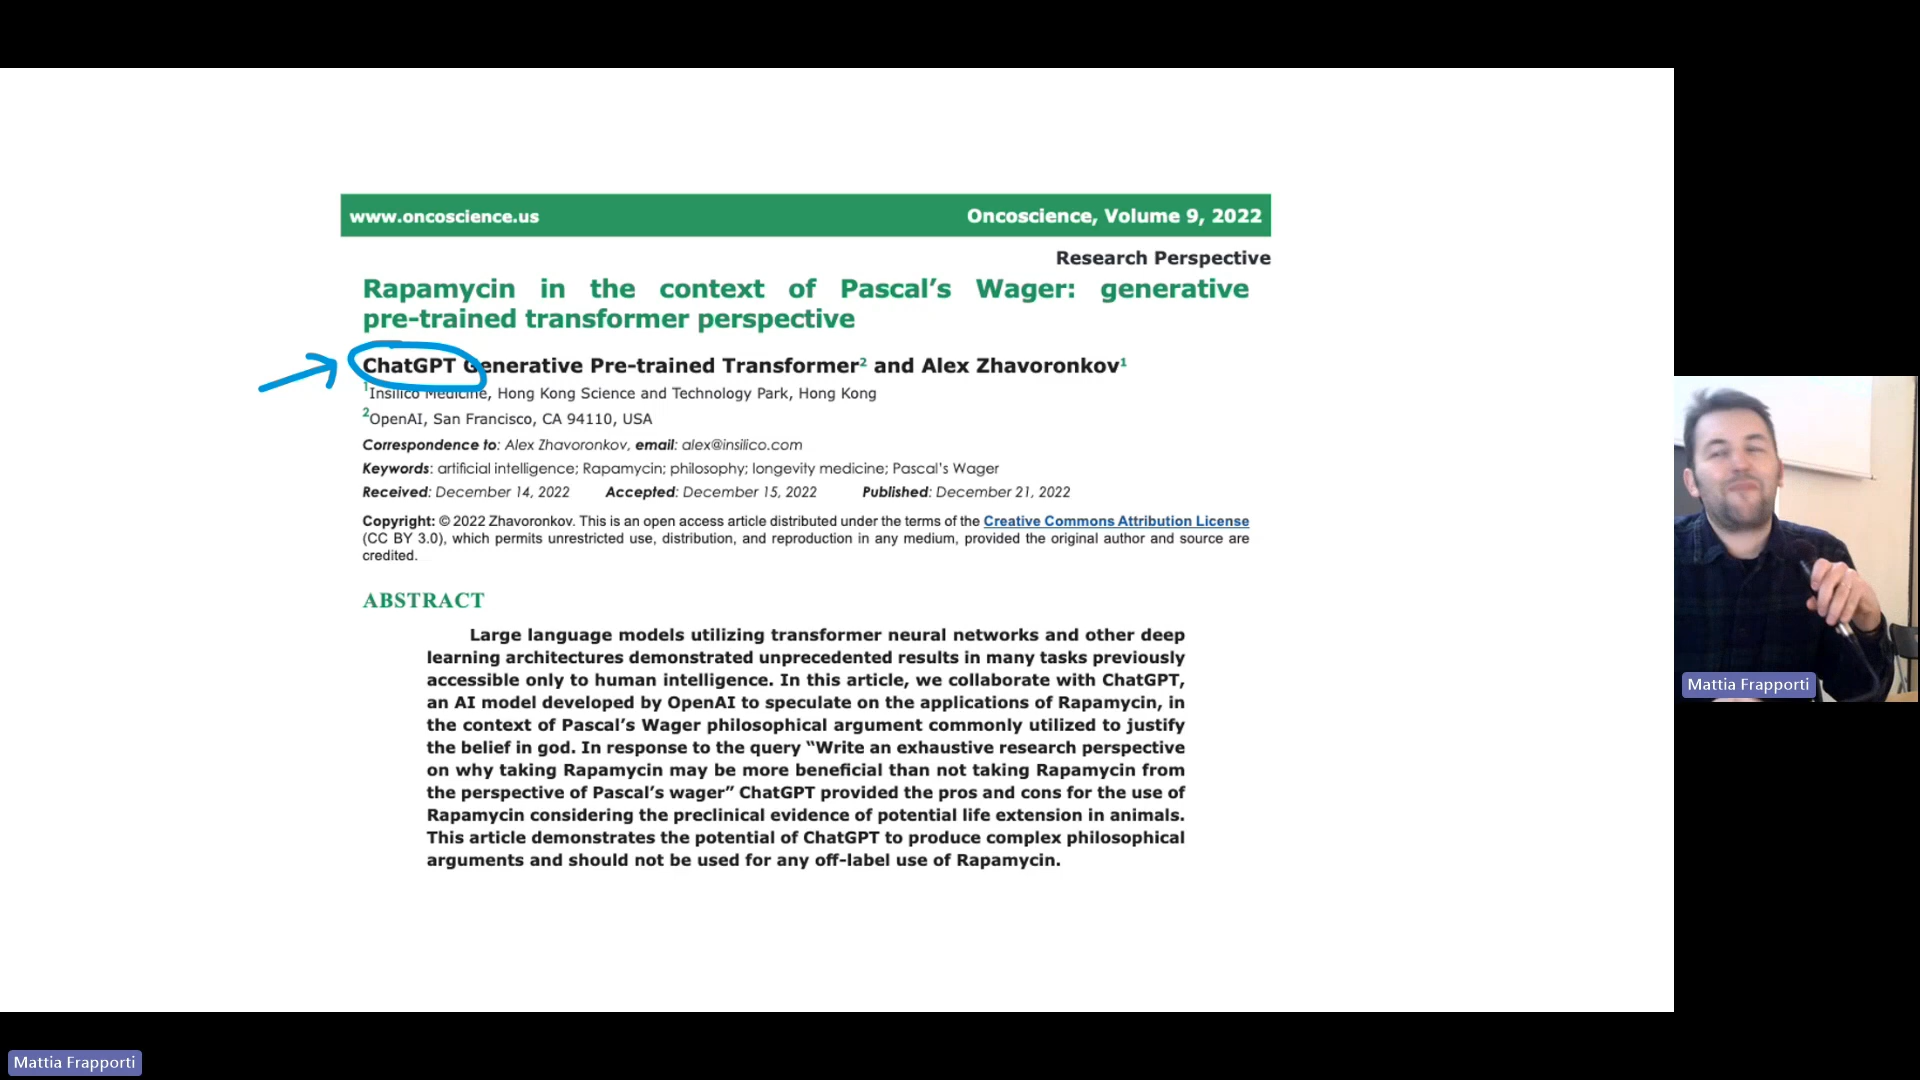 www.oncoscience.us
Oncoscience, Volume 9, 2022
Research Perspective
Rapamycin in the context of Pascal's Wager: generative
pre-trained transformer perspective
ChatGPT Generative Pre-trained Transformer² and Alex Zhavoronkov¹
¹Insilico Medicine, Hong Kong Science and Technology Park, Hong Kong
²OpenAI, San Francisco, CA 94110, USA
Correspondence to: Alex Zhavoronkov, email: alex@insilico.com
Keywords: artificial intelligence; Rapamycin; philosophy; longevity medicine; Pascal's Wager
Received: December 14, 2022 Accepted: December 15, 2022 Published: December 21, 2022
Copyright: © 2022 Zhavoronkov. This is an open access article distributed under the terms of the Creative Commons Attribution License
(CC BY 3.0), which permits unrestricted use, distribution, and reproduction in any medium, provided the original author and source are
credited.
ABSTRACT
Large language models utilizing transformer neural networks and other deep
learning architectures demonstrated unprecedented results in many tasks previously
accessible only to human intelligence. In this article, we collaborate with ChatGPT,
an AI model developed by OpenAI to speculate on the applications of Rapamycin, in
the context of Pascal's Wager philosophical argument commonly utilized to justify
the belief in god. In response to the query “Write an exhaustive research perspective
on why taking Rapamycin may be more beneficial than not taking Rapamycin from
the perspective of Pascal's wager” ChatGPT provided the pros and cons for the use of
Rapamycin considering the preclinical evidence of potential life extension in animals.
This article demonstrates the potential of ChatGPT to produce complex philosophical
arguments and should not be used for any off-label use of Rapamycin.
Mattia Frapporti
Mattia Frapporti